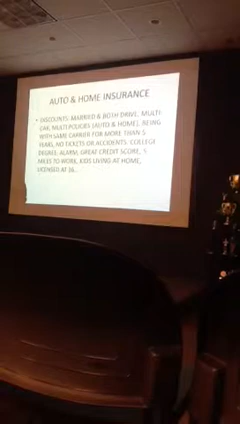 AUTO & HOME INSURANCE
• DISCOUNTS: MARRIED & BOTH DRIVE, MULTI-
CAR, MULTI POLICIES (AUTO & HOME), BEING
WITH SAME CARRIER FOR MORE THAN 5
YEARS, NO TICKETS OR ACCIDENTS, COLLEGE
DEGREE, ALARM, GREAT CREDIT SCORE, 5
MILES TO WORK, KIDS LIVING AT HOME,
LICENSED AT 16...